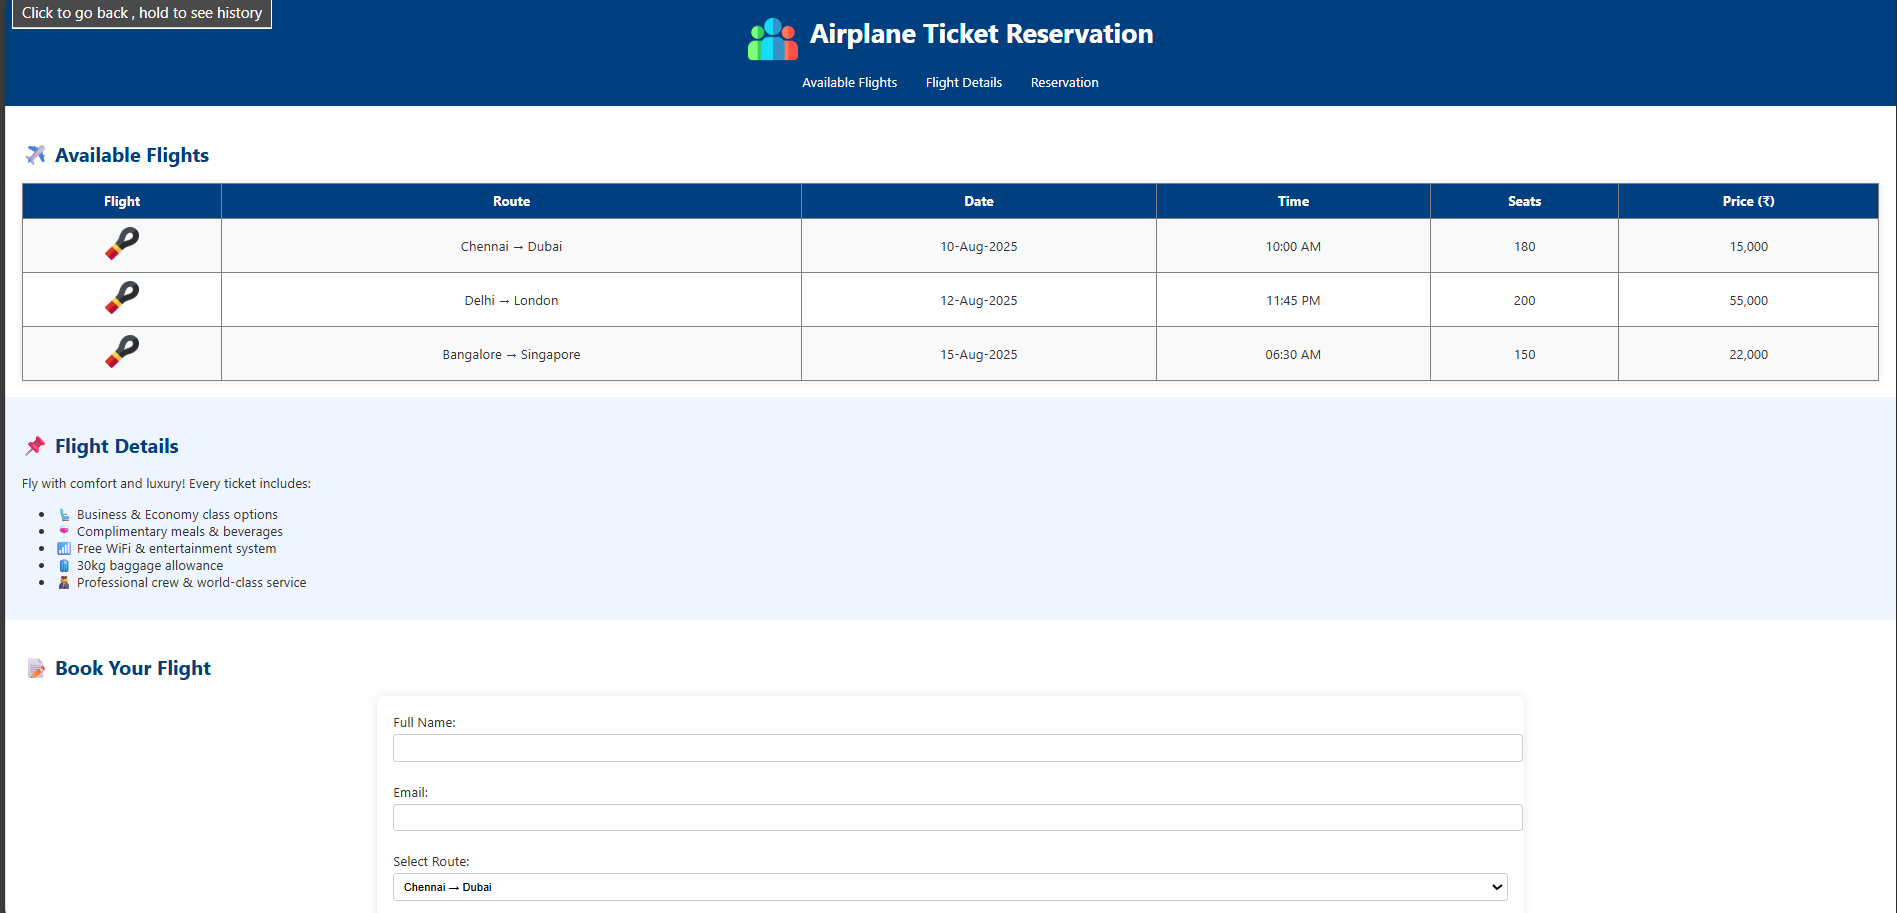 Click to go back , hold to see history
Airplane Ticket Reservation
Available Flights Flight Details Reservation
Available Flights
Flight Route Date Time Seats Price (₹)
Chennai → Dubai 10-Aug-2025 10:00 AM 180 15,000
Delhi → London 12-Aug-2025 11:45 PM 200 55,000
Bangalore → Singapore 15-Aug-2025 06:30 AM 150 22,000
Flight Details
Fly with comfort and luxury! Every ticket includes:
Business & Economy class options
Complimentary meals & beverages
Free WiFi & entertainment system
30kg baggage allowance
Professional crew & world-class service
Book Your Flight
Full Name:
Email:
Select Route:
Chennai → Dubai